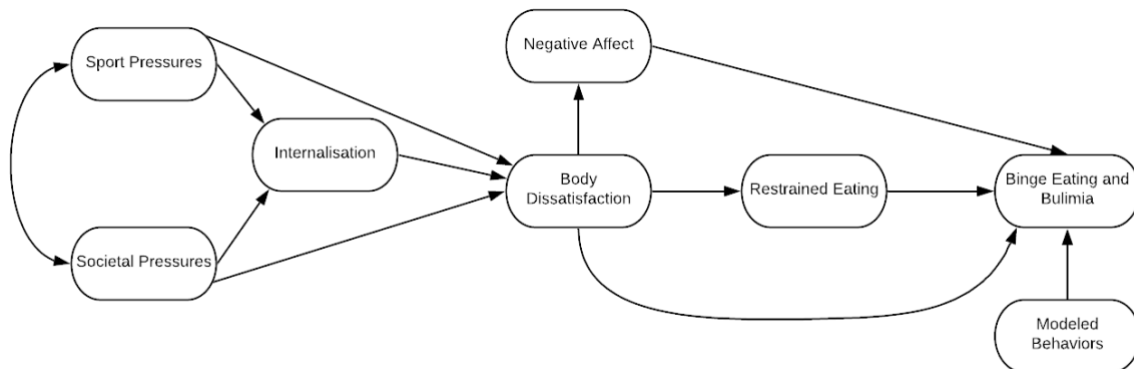 Sport Pressures
Negative Affect
Internalisation
Body
Dissatisfaction
Restrained Eating
Binge Eating and
Bulimia
Societal Pressures
Modeled
Behaviors